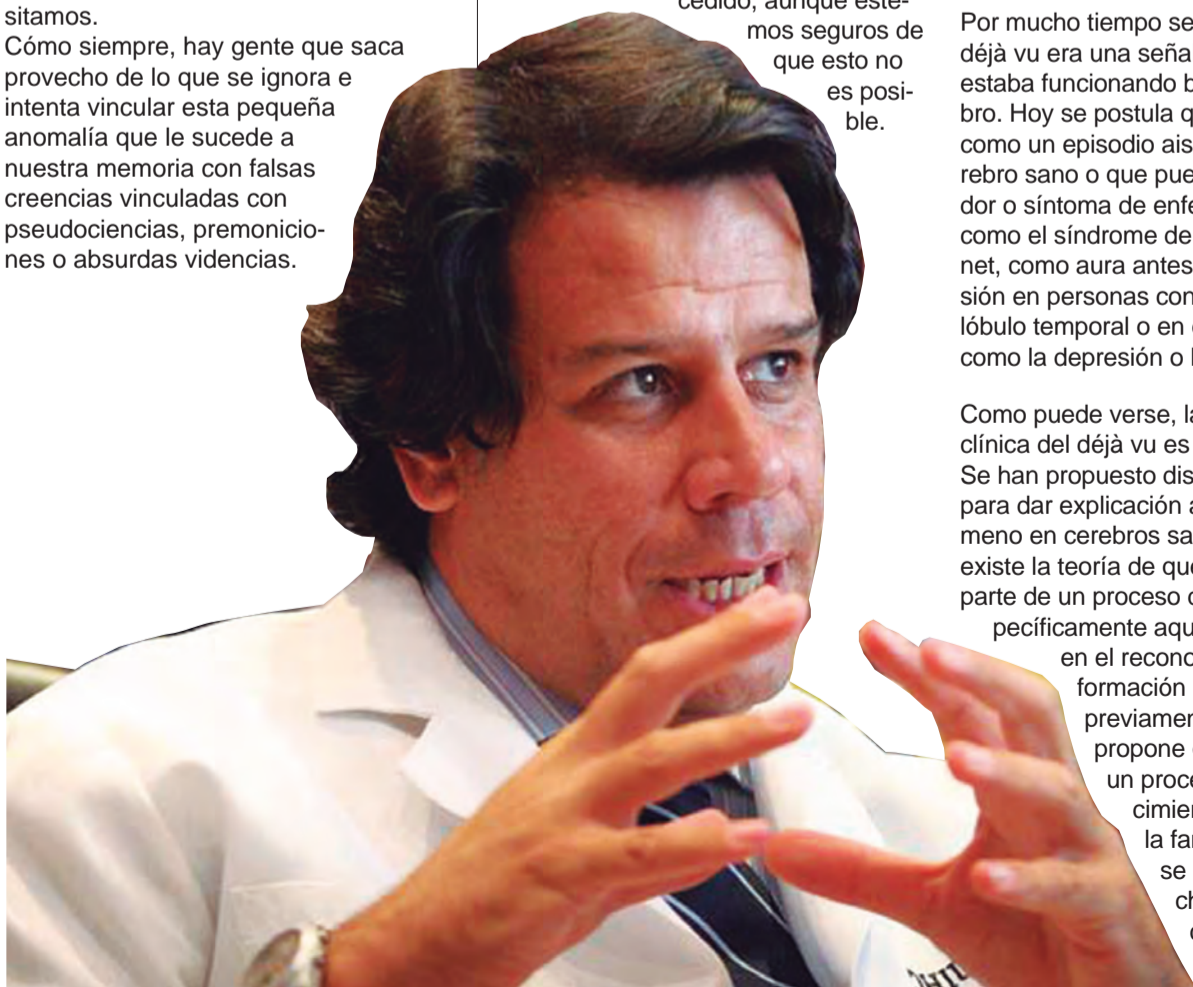 sitamos.
Cómo siempre, hay gente que saca
provecho de lo que se ignora e
intenta vincular esta pequeña
anomalía que le sucede a
nuestra memoria con falsas
creencias vinculadas con
pseudociencias, premonicio-
nes o absurdas videncias.
cedido, aunque este-
mos seguros de
que esto no
es posi-
ble.
Por mucho tiempo se
déjà vu era una seña
estaba funcionando b
bro. Hoy se postula q
como un episodio ais
rebro sano o que pue
dor o síntoma de enfe
como el síndrome de
net, como aura antes
sión en personas con
lóbulo temporal o en
como la depresión o l
Como puede verse, la
clínica del déjà vu es
Se han propuesto dis
para dar explicación a
meno en cerebros sa
existe la teoría de que
parte de un proceso
pecíficamente aqu
en el recono
formación
previamen
propone
un proce
cimien
la fam
se
ch